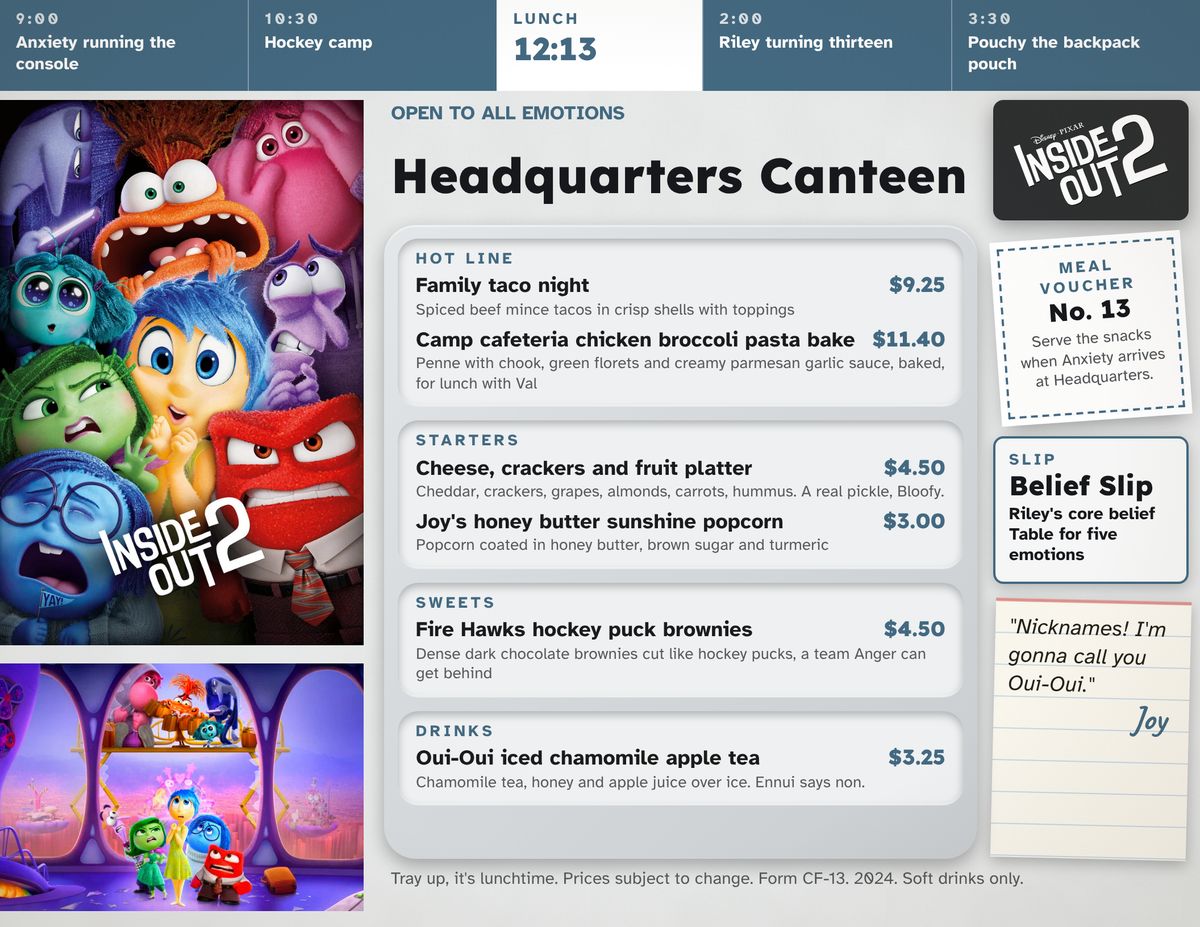 9:00
Anxiety running the
console
10:30
Hockey camp
LUNCH
12:13
2:00
Riley turning thirteen
3:30
Pouchy the backpack
pouch
INSIDE
OUT 2
YAY!
OPEN TO ALL EMOTIONS
Headquarters Canteen
HOT LINE
Family taco night $9.25
Spiced beef mince tacos in crisp shells with toppings
Camp cafeteria chicken broccoli pasta bake $11.40
Penne with chook, green florets and creamy parmesan garlic sauce, baked,
for lunch with Val
STARTERS
Cheese, crackers and fruit platter $4.50
Cheddar, crackers, grapes, almonds, carrots, hummus. A real pickle, Bloofy.
Joy's honey butter sunshine popcorn $3.00
Popcorn coated in honey butter, brown sugar and turmeric
SWEETS
Fire Hawks hockey puck brownies $4.50
Dense dark chocolate brownies cut like hockey pucks, a team Anger can
get behind
DRINKS
Oui-Oui iced chamomile apple tea $3.25
Chamomile tea, honey and apple juice over ice. Ennui says non.
Tray up, it's lunchtime. Prices subject to change. Form CF-13. 2024. Soft drinks only.
Disney PIXAR
INSIDE
OUT 2
MEAL
VOUCHER
No. 13
Serve the snacks
when Anxiety arrives
at Headquarters.
SLIP
Belief Slip
Riley's core belief
Table for five
emotions
"Nicknames! I'm
gonna call you
Oui-Oui."
Joy